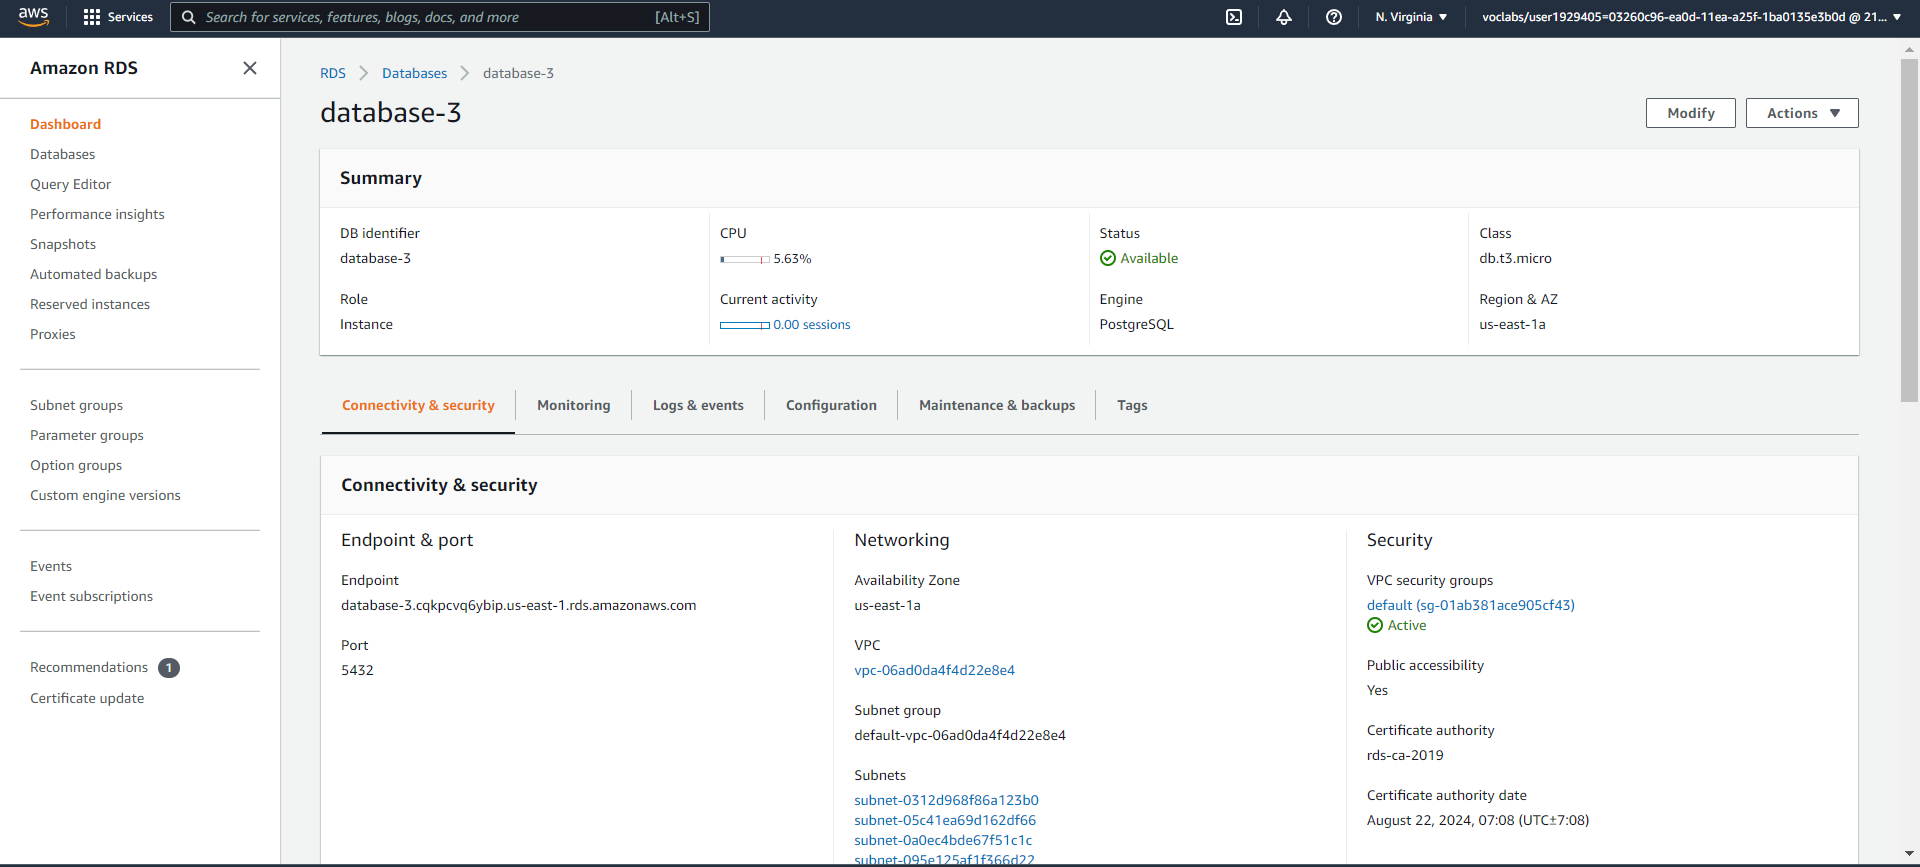 aws
Services
Search for services, features, blogs, docs, and more
[Alt+S]
N. Virginia
voclabs/user1929405=03260c96-ea0d-11ea-a25f-1ba0135e3b0d @ 21...
Amazon RDS
Dashboard
Databases
Query Editor
Performance insights
Snapshots
Automated backups
Reserved instances
Proxies
Subnet groups
Parameter groups
Option groups
Custom engine versions
Events
Event subscriptions
Recommendations 1
Certificate update
RDS
Databases
database-3
database-3
Modify
Actions
Summary
DB identifier
database-3
CPU
5.63%
Status
Available
Class
db.t3.micro
Role
Instance
Current activity
0.00 sessions
Engine
PostgreSQL
Region & AZ
us-east-1a
Connectivity & security
Monitoring
Logs & events
Configuration
Maintenance & backups
Tags
Connectivity & security
Endpoint & port
Endpoint
database-3.cqkpcvq6ybip.us-east-1.rds.amazonaws.com
Port
5432
Networking
Availability Zone
us-east-1a
VPC
vpc-06ad0da4f4d22e8e4
Subnet group
default-vpc-06ad0da4f4d22e8e4
Subnets
subnet-0312d968f86a123b0
subnet-05c41ea69d162df66
subnet-0a0ec4bde67f51c1c
subnet-095e125af1f366d22
Security
VPC security groups
default (sg-01ab381ace905cf43)
Active
Public accessibility
Yes
Certificate authority
rds-ca-2019
Certificate authority date
August 22, 2024, 07:08 (UTC±7:08)